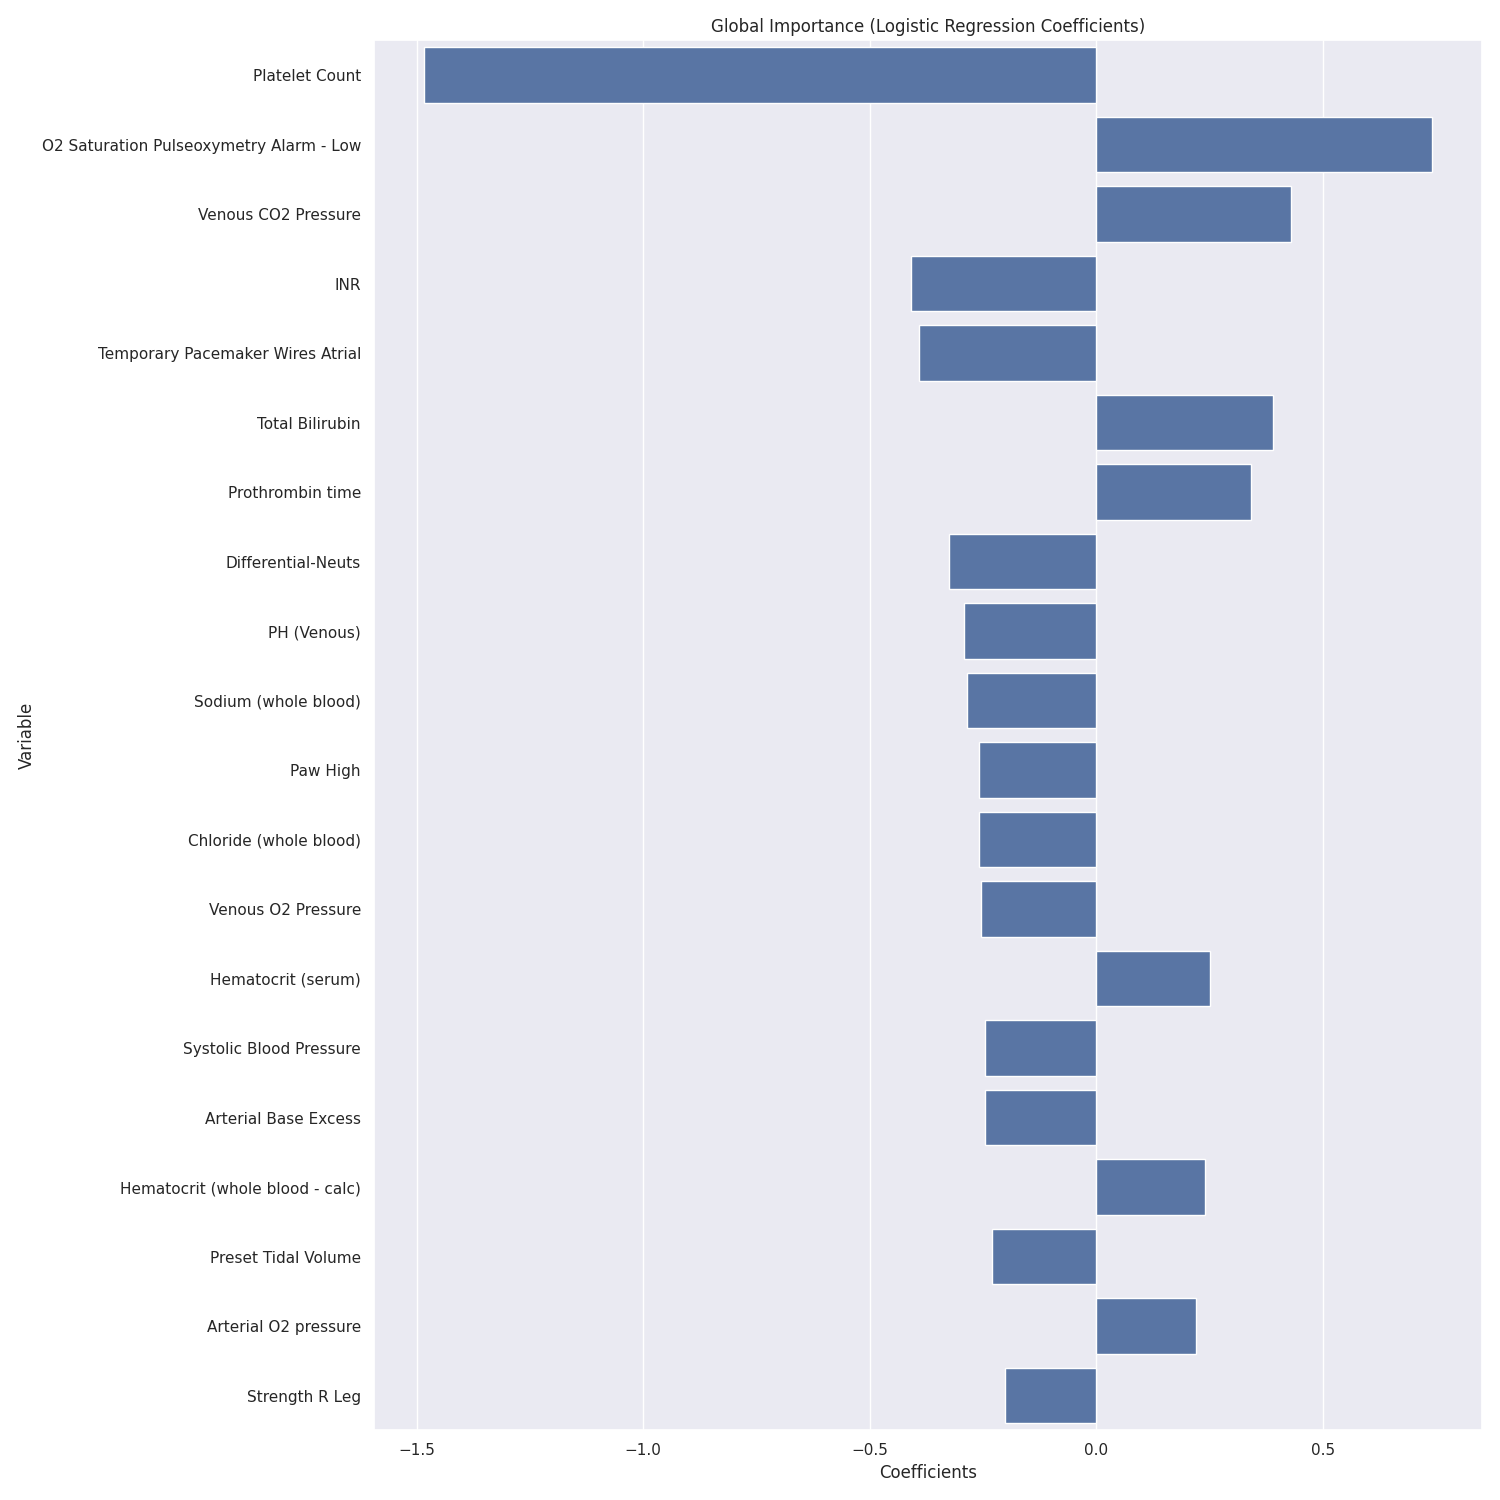 Global Importance (Logistic Regression Coefficients)
Platelet Count
O2 Saturation Pulseoxymetry Alarm - Low
Venous CO2 Pressure
INR
Temporary Pacemaker Wires Atrial
Total Bilirubin
Prothrombin time
Differential-Neuts
PH (Venous)
Sodium (whole blood)
Paw High
Chloride (whole blood)
Venous O2 Pressure
Hematocrit (serum)
Systolic Blood Pressure
Arterial Base Excess
Hematocrit (whole blood - calc)
Preset Tidal Volume
Arterial O2 pressure
Strength R Leg
Variable
−1.5 −1.0 −0.5 0.0 0.5
Coefficients